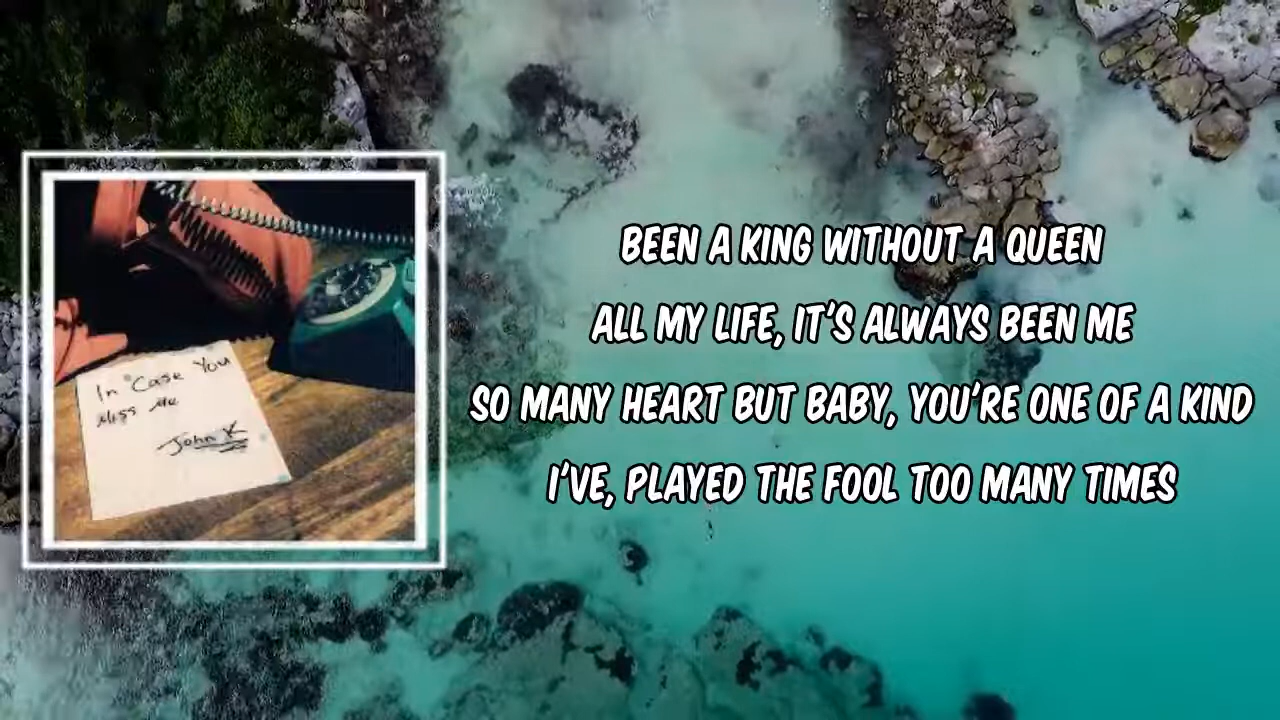 In Case You
Miss Me
John K
BEEN A KING WITHOUT A QUEEN
ALL MY LIFE, IT'S ALWAYS BEEN ME
SO MANY HEART BUT BABY, YOU'RE ONE OF A KIND
I'VE, PLAYED THE FOOL TOO MANY TIMES